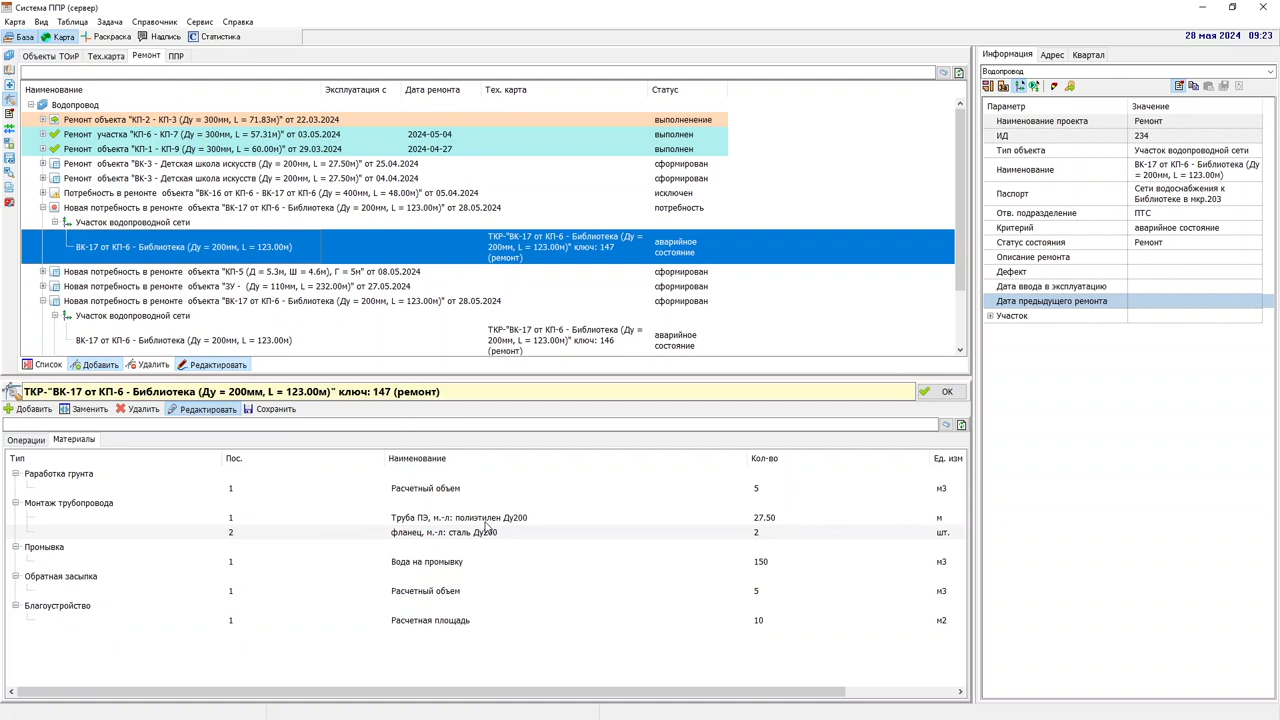 Система ППР (сервер)
Карта Вид Таблица Задача Справочник Сервис Справка
База Карта Раскраска Надпись Статистика 28 мая 2024 09:23
Объекты ТОиР Тех.карта Ремонт ППР
Наименование Эксплуатация с Дата ремонта Тех. карта Статус
Водопровод
Ремонт объекта "КП-2 - КП-3 (Ду = 300мм, L = 71.83м)" от 22.03.2024 выполненение
Ремонт участка "КП-6 - КП-7 (Ду = 300мм, L = 57.31м) от 03.05.2024 2024-05-04 выполнен
Ремонт объекта "КП-1 - КП-9 (Ду = 300мм, L = 60.00м) от 29.03.2024 2024-04-27 выполнен
Ремонт объекта "ВК-3 - Детская школа искусств (Ду = 200мм, L = 27.50м)" от 25.04.2024 сформирован
Ремонт объекта "ВК-3 - Детская школа искусств (Ду = 200мм, L = 27.50м)" от 04.04.2024 сформирован
Потребность в ремонте объекта "ВК-16 от КП-6 - ВК-17 от КП-6 (Ду = 400мм, L = 48.00м)" от 05.04.2024 исключен
Новая потребность в ремонте объекта "ВК-17 от КП-6 - Библиотека (Ду = 200мм, L = 123.00м)" от 28.05.2024 потребность
Участок водопроводной сети
ВК-17 от КП-6 - Библиотека (Ду = 200мм, L = 123.00м) ТКР-"ВК-17 от КП-6 - Библиотека (Ду = 200мм, L = 123.00м)" ключ: 147 (ремонт) аварийное состояние
Новая потребность в ремонте объекта "КП-5 (Д = 5.3м, Ш = 4.6м), Г = 5м" от 08.05.2024 сформирован
Новая потребность в ремонте объекта "ЗУ - (Ду = 110мм, L = 232.00м)" от 27.05.2024 сформирован
Новая потребность в ремонте объекта "ВК-17 от КП-6 - Библиотека (Ду = 200мм, L = 123.00м)" от 28.05.2024 сформирован
Участок водопроводной сети
ВК-17 от КП-6 - Библиотека (Ду = 200мм, L = 123.00м) ТКР-"ВК-17 от КП-6 - Библиотека (Ду = 200мм, L = 123.00м)" ключ: 146 (ремонт) аварийное состояние
Список Добавить Удалить Редактировать
ТКР-"ВК-17 от КП-6 - Библиотека (Ду = 200мм, L = 123.00м)" ключ: 147 (ремонт) OK
Добавить Заменить Удалить Редактировать Сохранить
Операции Материалы
Тип Пос. Наименование Кол-во Ед. изм
Раработка грунта
1 Расчетный объем 5 м3
Монтаж трубопровода
1 Труба ПЭ, м.-л: полиэтилен Ду200 27.50 м
2 фланец, м.-л: сталь Ду200 2 шт.
Промывка
1 Вода на промывку 150 м3
Обратная засыпка
1 Расчетный объем 5 м3
Благоустройство
1 Расчетная площадь 10 м2
Информация Адрес Квартал
Водопровод
Параметр Значение
Наименование проекта Ремонт
ИД 234
Тип объекта Участок водопроводной сети
Наименование ВК-17 от КП-6 - Библиотека (Ду = 200мм, L = 123.00м)
Паспорт Сети водоснабжения к Библиотеке в мкр.203
Отв. подразделение ПТС
Критерий аварийное состояние
Статус состояния Ремонт
Описание ремонта
Дефект
Дата ввода в эксплуатацию
Дата предыдущего ремонта
Участок